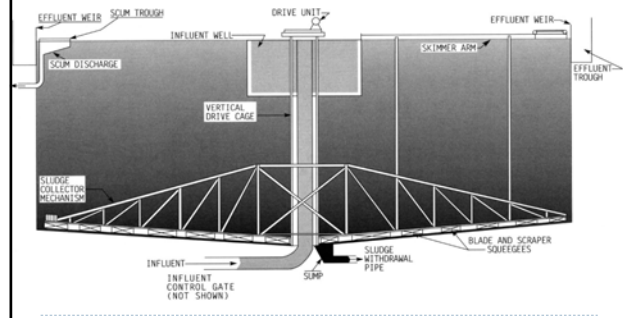 EFFLUENT WEIR
SCUM TROUGH
DRIVE UNIT
EFFLUENT WEIR
INFLUENT WELL
SKIMMER ARM
SCUM DISCHARGE
EFFLUENT
TROUGH
VERTICAL
DRIVE CAGE
SLUDGE
COLLECTOR
MECHANISM
BLADE AND SCRAPER
SQUEEGEES
SLUDGE
WITHDRAWAL
PIPE
INFLUENT
SUMP
INFLUENT
CONTROL GATE
(NOT SHOWN)